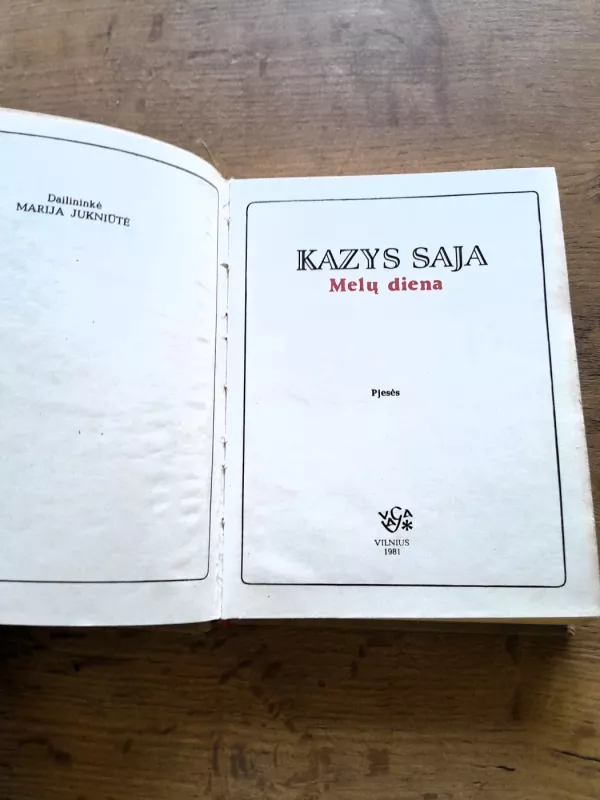 Dailininkė
MARIJA JUKNIŪTĖ
KAZYS SAJA
Melų diena
Pjesės
VAGA
VILNIUS
1981